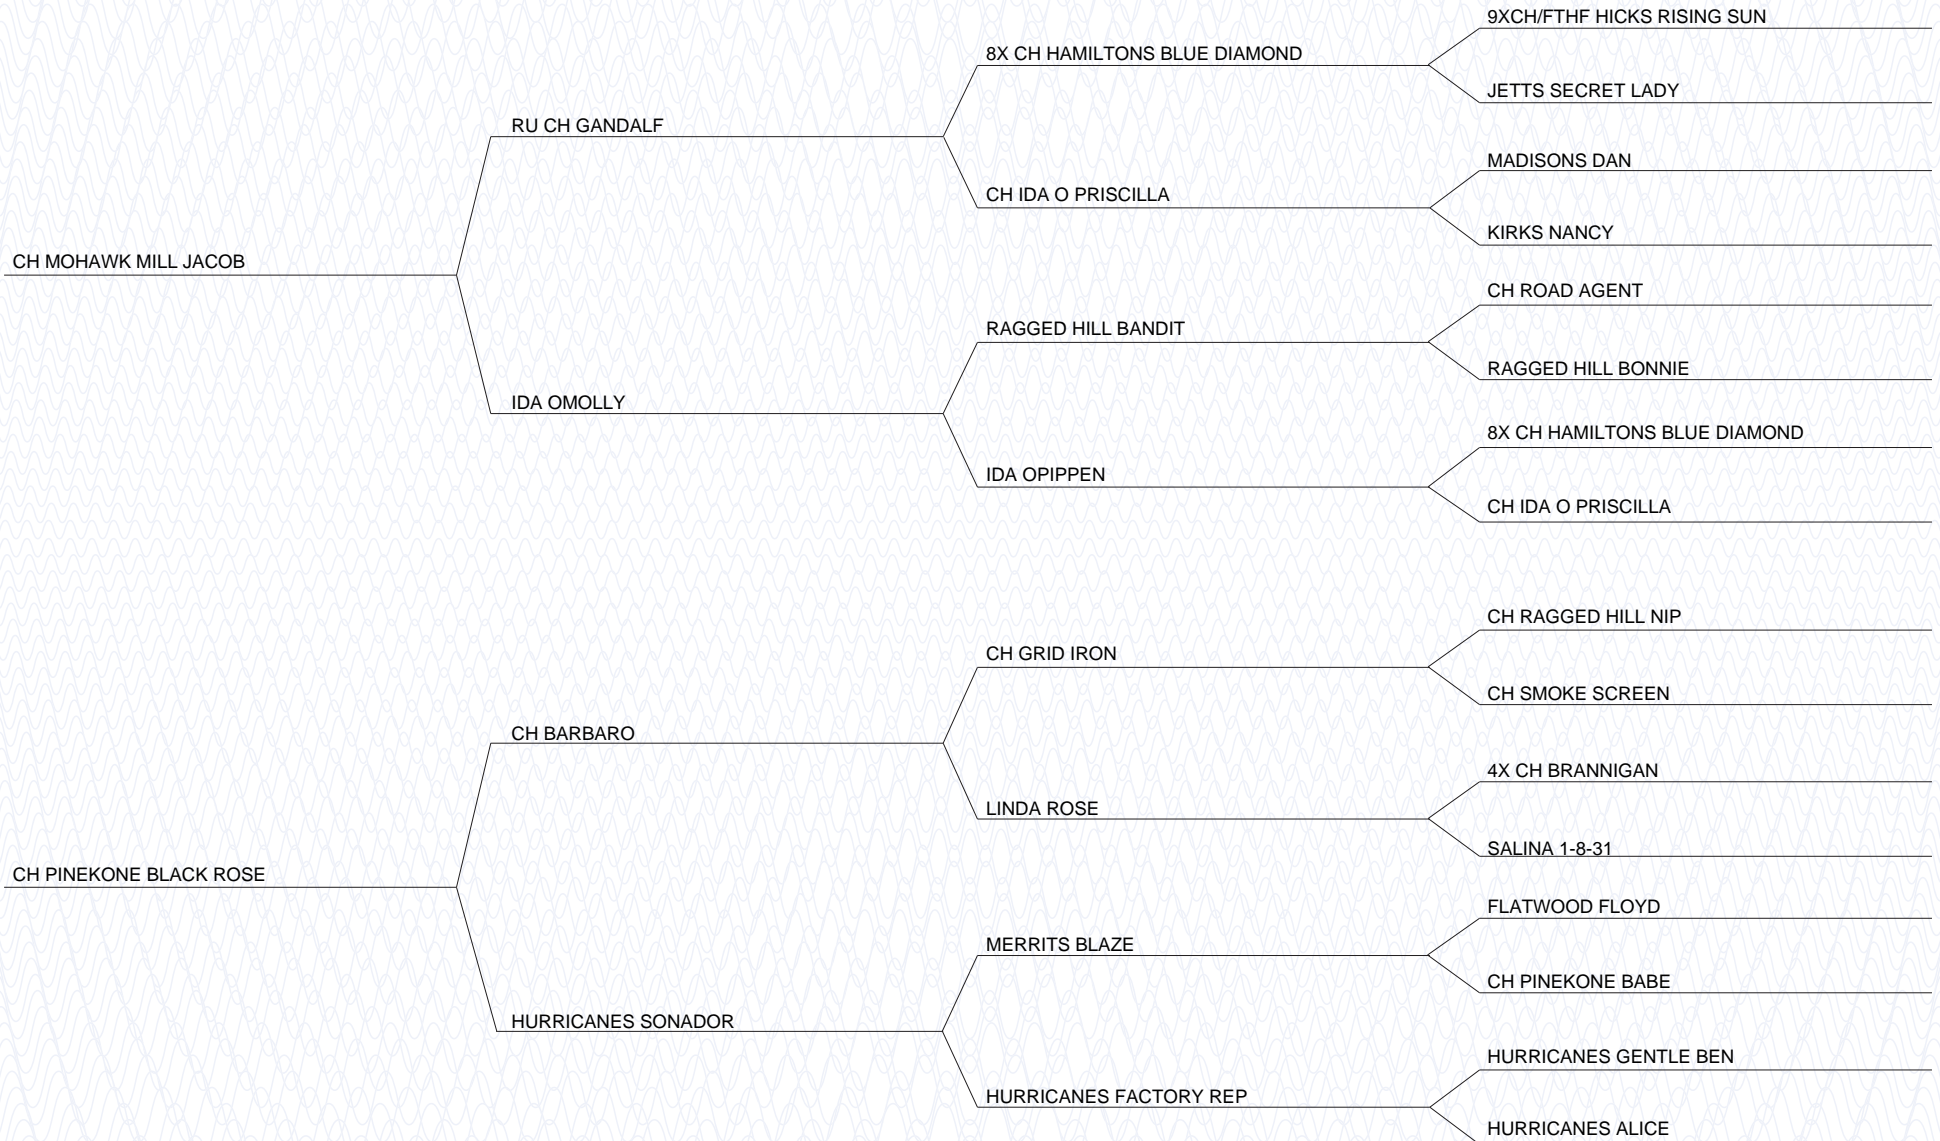 9XCH/FTHF HICKS RISING SUN
8X CH HAMILTONS BLUE DIAMOND
JETTS SECRET LADY
RU CH GANDALF
MADISONS DAN
CH IDA O PRISCILLA
KIRKS NANCY
CH MOHAWK MILL JACOB
CH ROAD AGENT
RAGGED HILL BANDIT
RAGGED HILL BONNIE
IDA OMOLLY
8X CH HAMILTONS BLUE DIAMOND
IDA OPIPPEN
CH IDA O PRISCILLA
CH RAGGED HILL NIP
CH GRID IRON
CH SMOKE SCREEN
CH BARBARO
4X CH BRANNIGAN
LINDA ROSE
SALINA 1-8-31
CH PINEKONE BLACK ROSE
FLATWOOD FLOYD
MERRITS BLAZE
CH PINEKONE BABE
HURRICANES SONADOR
HURRICANES GENTLE BEN
HURRICANES FACTORY REP
HURRICANES ALICE